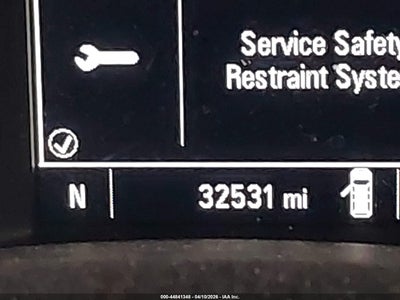 Service Safety
Restraint Syste
N
32531 mi
000-44841348 - 04/10/2026 - IAA Inc.